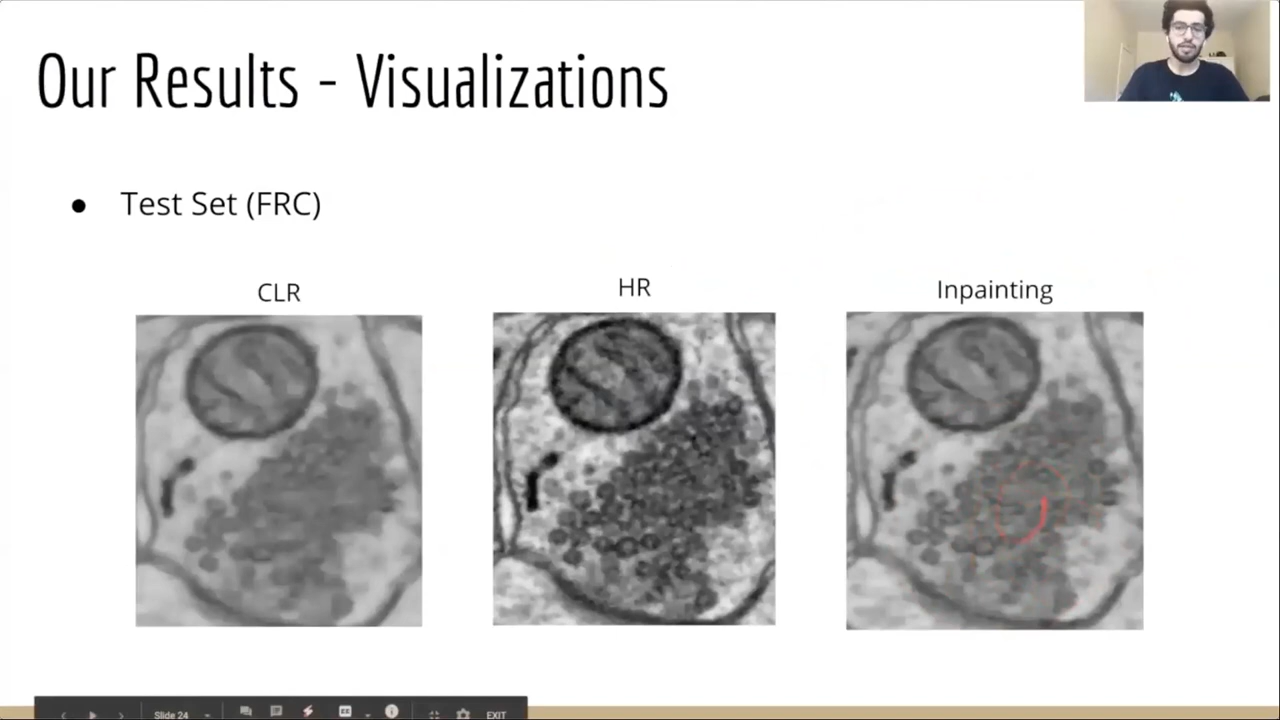 Our Results - Visualizations
● Test Set (FRC)
CLR
HR
Inpainting
Slide 24
EXIT